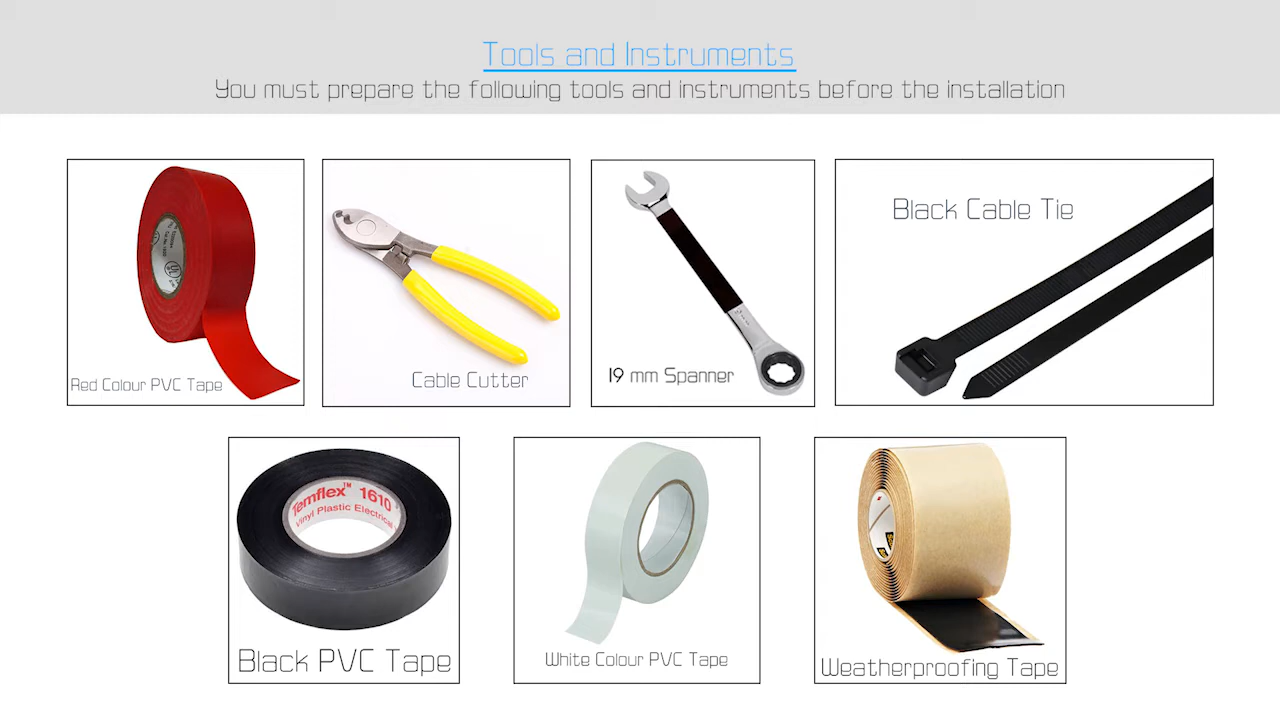 Tools and Instruments
You must prepare the following tools and instruments before the installation
Red Colour PVC Tape
Cable Cutter
19 mm Spanner
Black Cable Tie
Temflex™ 1610
Vinyl Plastic Electrical
Black PVC Tape
White Colour PVC Tape
Weatherproofing Tape